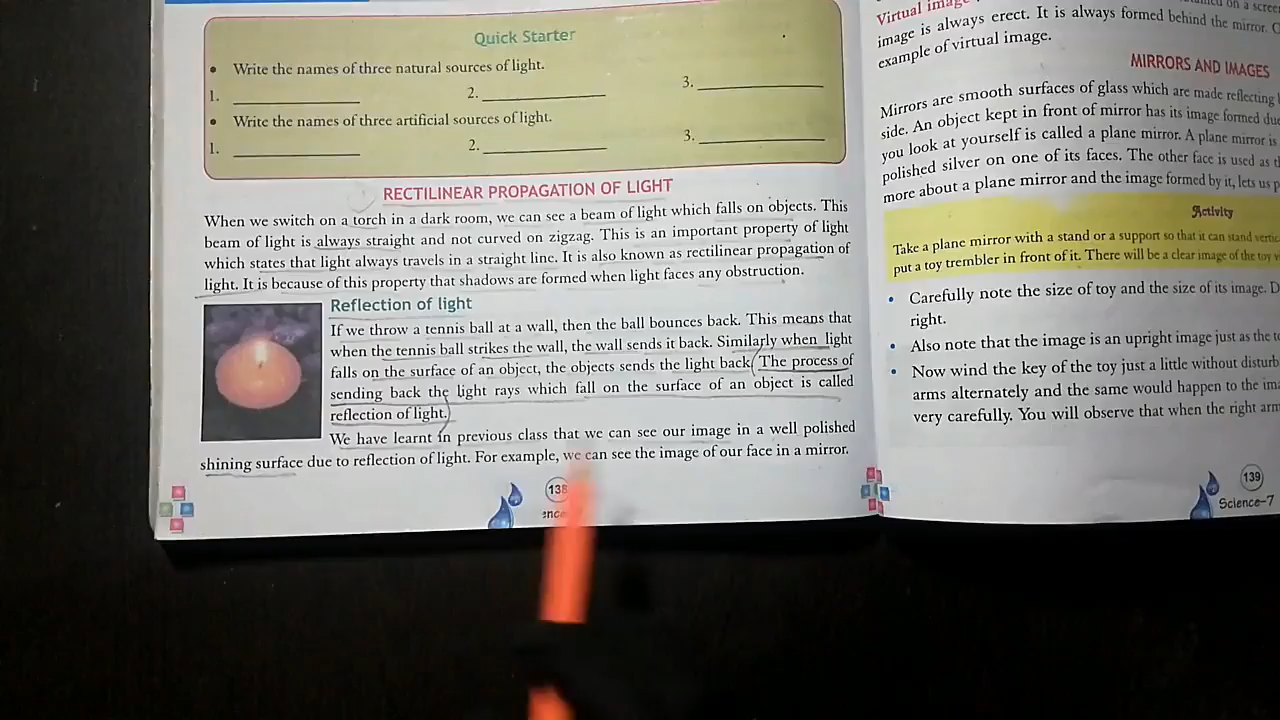 Quick Starter
• Write the names of three natural sources of light.
1. ____________ 2. ____________ 3. ____________
• Write the names of three artificial sources of light.
1. ____________ 2. ____________ 3. ____________
RECTILINEAR PROPAGATION OF LIGHT
When we switch on a torch in a dark room, we can see a beam of light which falls on objects. This
beam of light is always straight and not curved on zigzag. This is an important property of light
which states that light always travels in a straight line. It is also known as rectilinear propagation of
light. It is because of this property that shadows are formed when light faces any obstruction.
Reflection of light
If we throw a tennis ball at a wall, then the ball bounces back. This means that
when the tennis ball strikes the wall, the wall sends it back. Similarly when light
falls on the surface of an object, the objects sends the light back. The process of
sending back the light rays which fall on the surface of an object is called
reflection of light.
We have learnt in previous class that we can see our image in a well polished
shining surface due to reflection of light. For example, we can see the image of our face in a mirror.
138
Virtual image
image is always erect. It is always formed behind the mirror.
example of virtual image.
MIRRORS AND IMAGES
Mirrors are smooth surfaces of glass which are made reflecting
side. An object kept in front of mirror has its image formed due
you look at yourself is called a plane mirror. A plane mirror is
polished silver on one of its faces. The other face is used as
more about a plane mirror and the image formed by it, lets us
Activity
Take a plane mirror with a stand or a support so that it can stand
put a toy trembler in front of it. There will be a clear image of the toy
• Carefully note the size of toy and the size of its image.
right.
• Also note that the image is an upright image just as the
• Now wind the key of the toy just a little without
arms alternately and the same would happen to the
very carefully. You will observe that when the right
139
Science-7